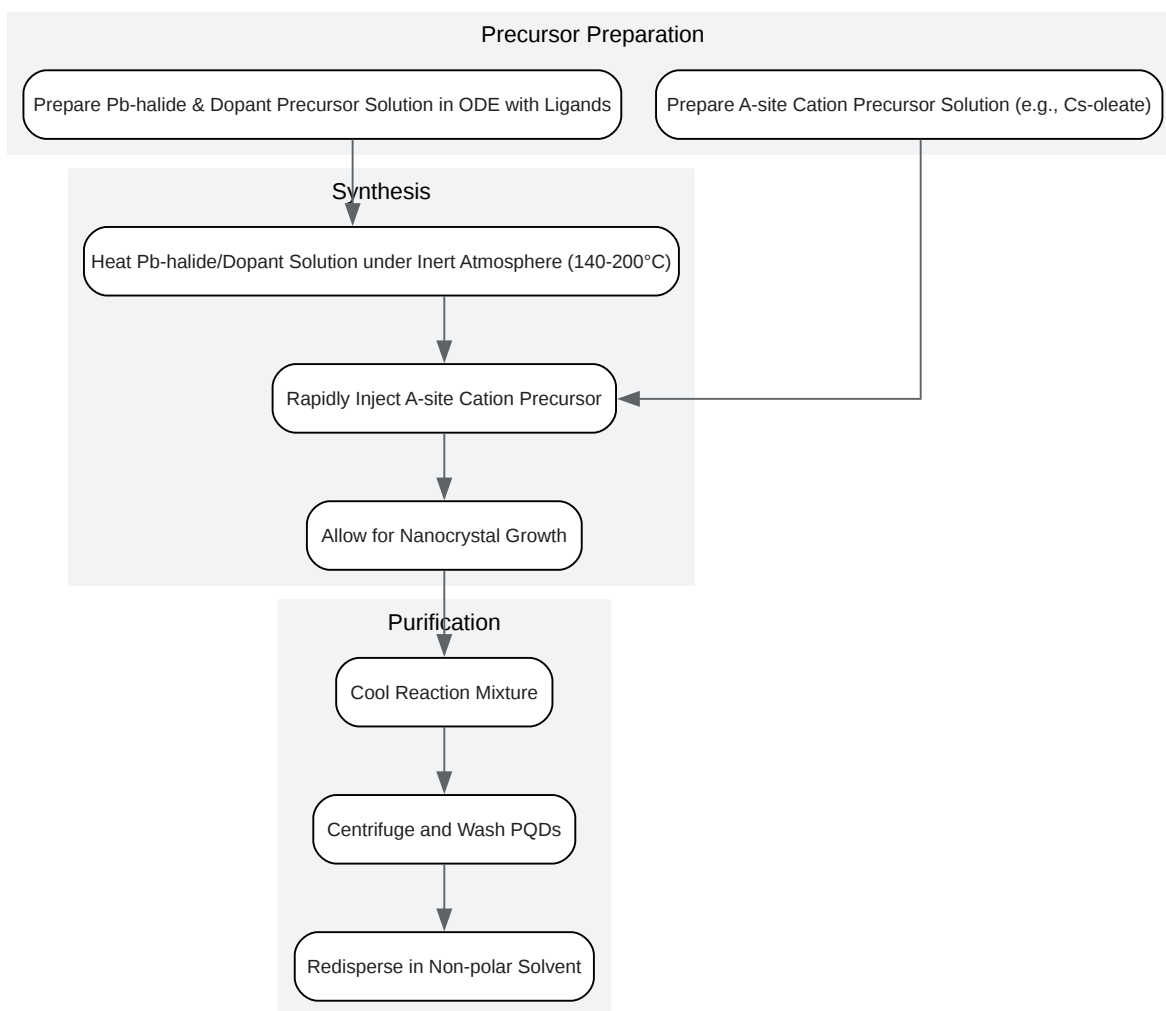 Precursor Preparation
Prepare Pb-halide & Dopant Precursor Solution in ODE with Ligands
Prepare A-site Cation Precursor Solution (e.g., Cs-oleate)
Synthesis
Heat Pb-halide/Dopant Solution under Inert Atmosphere (140-200°C)
Rapidly Inject A-site Cation Precursor
Allow for Nanocrystal Growth
Purification
Cool Reaction Mixture
Centrifuge and Wash PQDs
Redisperse in Non-polar Solvent